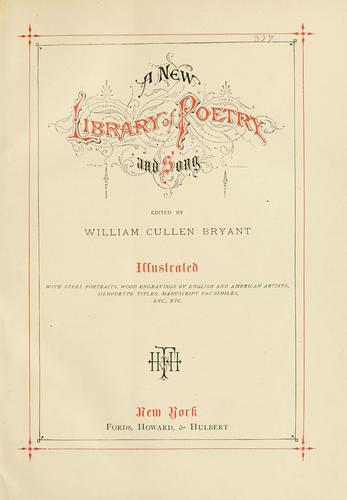 327
A New
Library of Poetry
and Song
EDITED BY
WILLIAM CULLEN BRYANT
Illustrated
WITH STEEL PORTRAITS, WOOD ENGRAVINGS BY ENGLISH AND AMERICAN ARTISTS,
SILHOUETTE TITLES, MANUSCRIPT FAC-SIMILES,
ETC., ETC.
New York
FORDS, HOWARD, & HULBERT